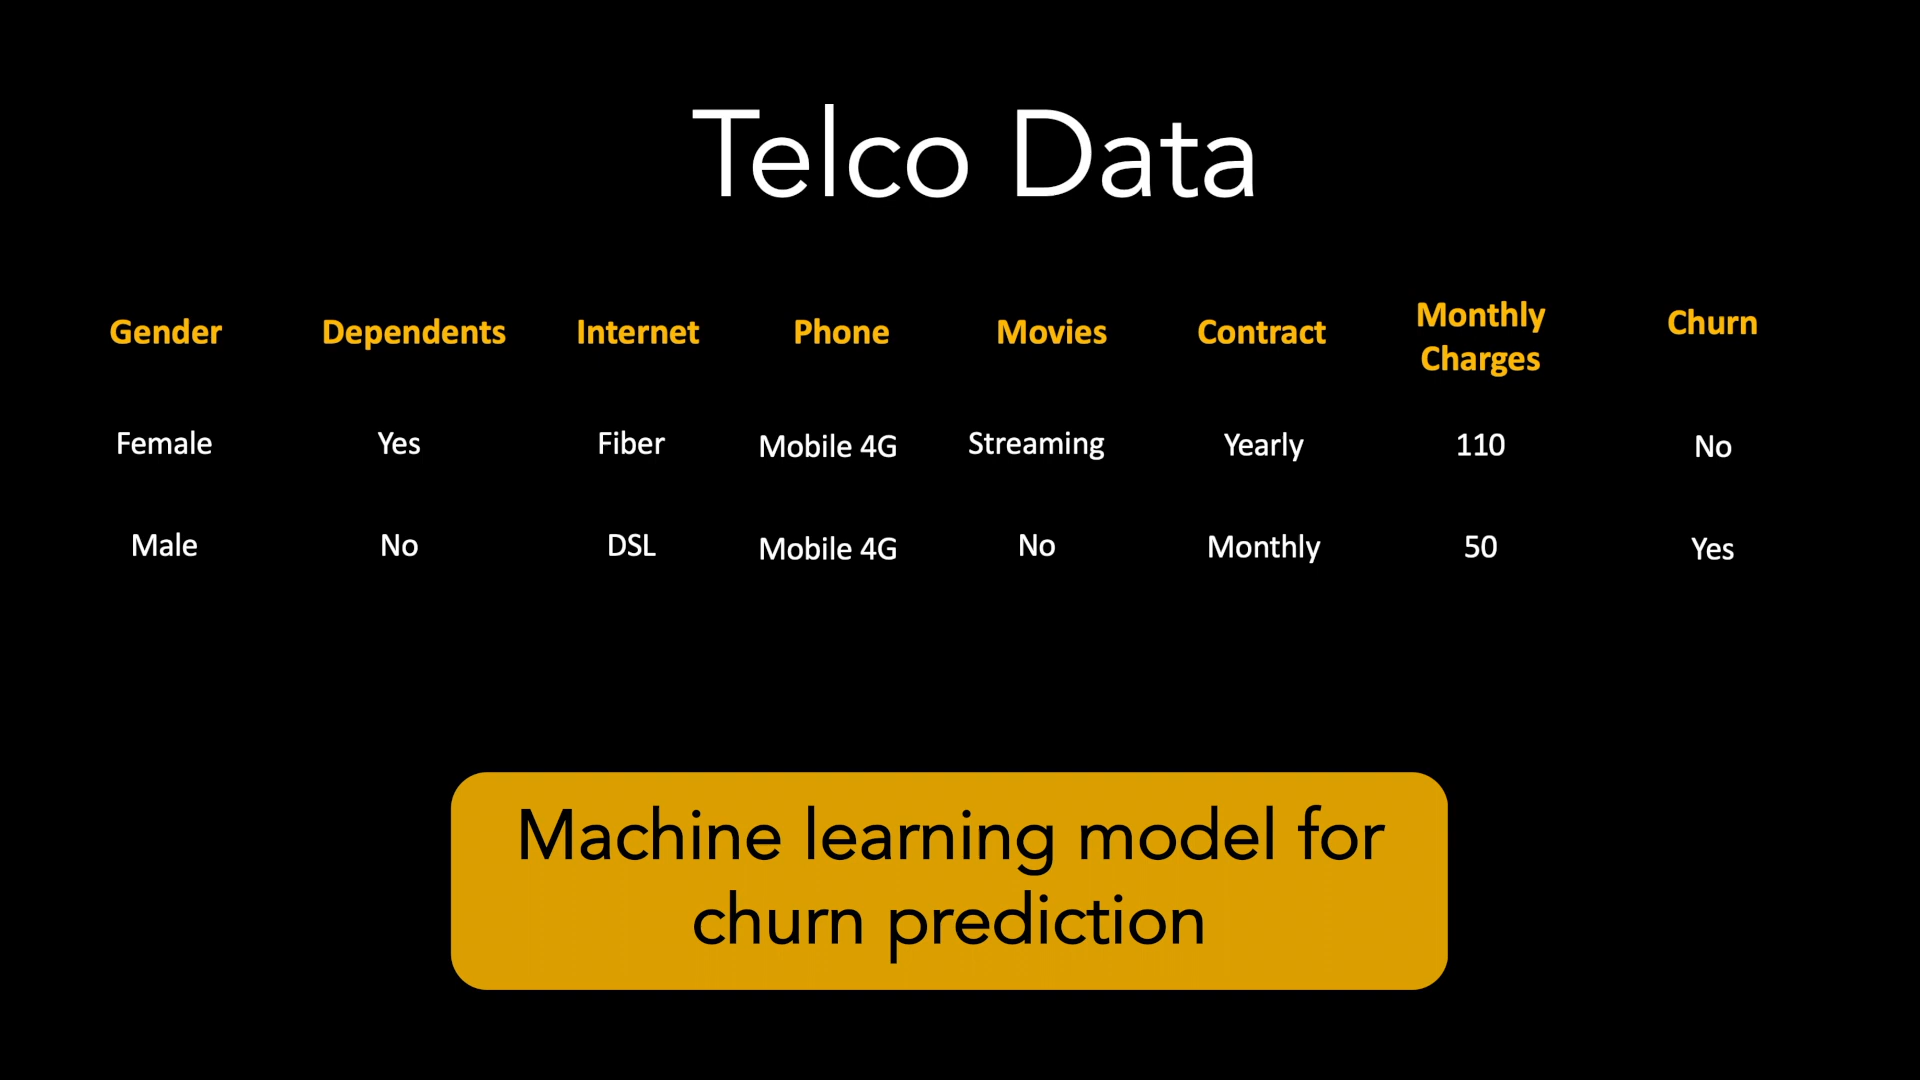 Telco Data
Gender Dependents Internet Phone Movies Contract Monthly Charges Churn
Female Yes Fiber Mobile 4G Streaming Yearly 110 No
Male No DSL Mobile 4G No Monthly 50 Yes
Machine learning model for
churn prediction